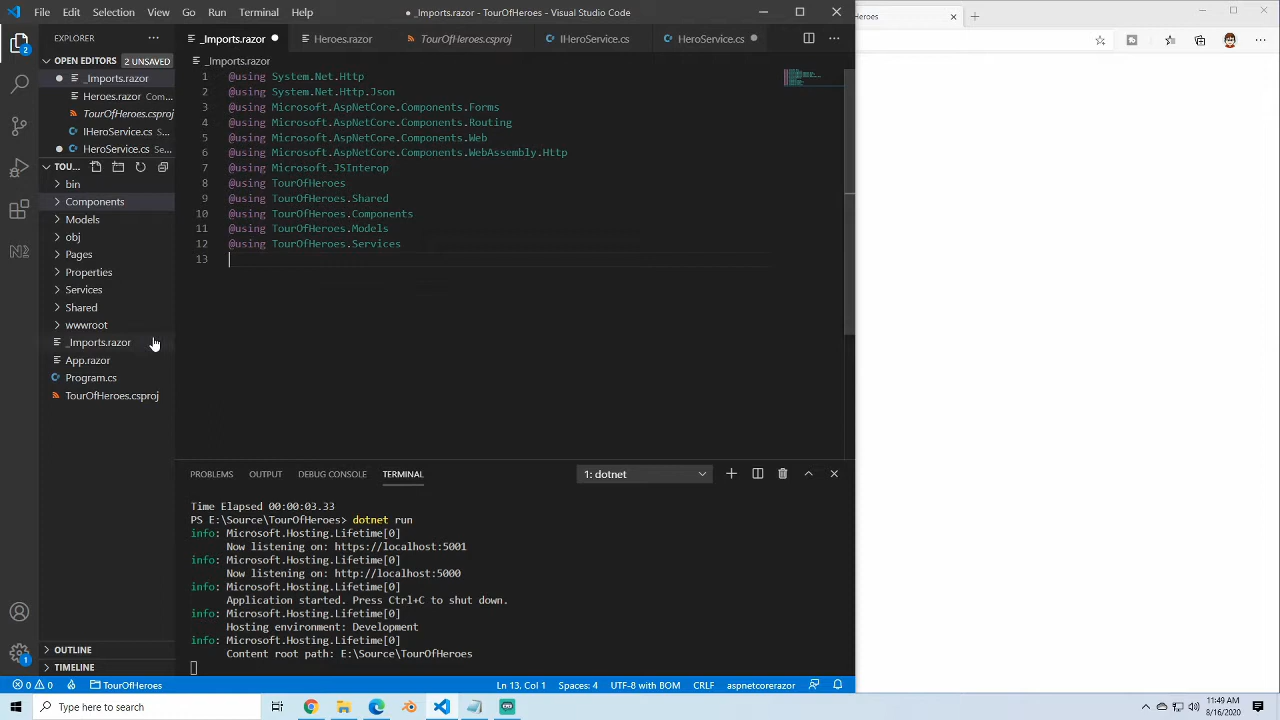 File Edit Selection View Go Run Terminal Help
● _Imports.razor - TourOfHeroes - Visual Studio Code
Heroes
EXPLORER
_Imports.razor
Heroes.razor
TourOfHeroes.csproj
IHeroService.cs
HeroService.cs
OPEN EDITORS 2 UNSAVED
_Imports.razor
Heroes.razor Com...
TourOfHeroes.csproj
IHeroService.cs S...
HeroService.cs Se...
TOU...
bin
Components
Models
obj
Pages
Properties
Services
Shared
wwwroot
_Imports.razor
App.razor
Program.cs
TourOfHeroes.csproj
OUTLINE
TIMELINE
_Imports.razor
1 @using System.Net.Http
2 @using System.Net.Http.Json
3 @using Microsoft.AspNetCore.Components.Forms
4 @using Microsoft.AspNetCore.Components.Routing
5 @using Microsoft.AspNetCore.Components.Web
6 @using Microsoft.AspNetCore.Components.WebAssembly.Http
7 @using Microsoft.JSInterop
8 @using TourOfHeroes
9 @using TourOfHeroes.Shared
10 @using TourOfHeroes.Components
11 @using TourOfHeroes.Models
12 @using TourOfHeroes.Services
13
PROBLEMS OUTPUT DEBUG CONSOLE TERMINAL
1: dotnet
Time Elapsed 00:00:03.33
PS E:\Source\TourOfHeroes> dotnet run
info: Microsoft.Hosting.Lifetime[0]
Now listening on: https://localhost:5001
info: Microsoft.Hosting.Lifetime[0]
Now listening on: http://localhost:5000
info: Microsoft.Hosting.Lifetime[0]
Application started. Press Ctrl+C to shut down.
info: Microsoft.Hosting.Lifetime[0]
Hosting environment: Development
info: Microsoft.Hosting.Lifetime[0]
Content root path: E:\Source\TourOfHeroes
2
1
0 0 TourOfHeroes
Ln 13, Col 1 Spaces: 4 UTF-8 with BOM CRLF aspnetcorerazor
Type here to search
11:49 AM
8/16/2020